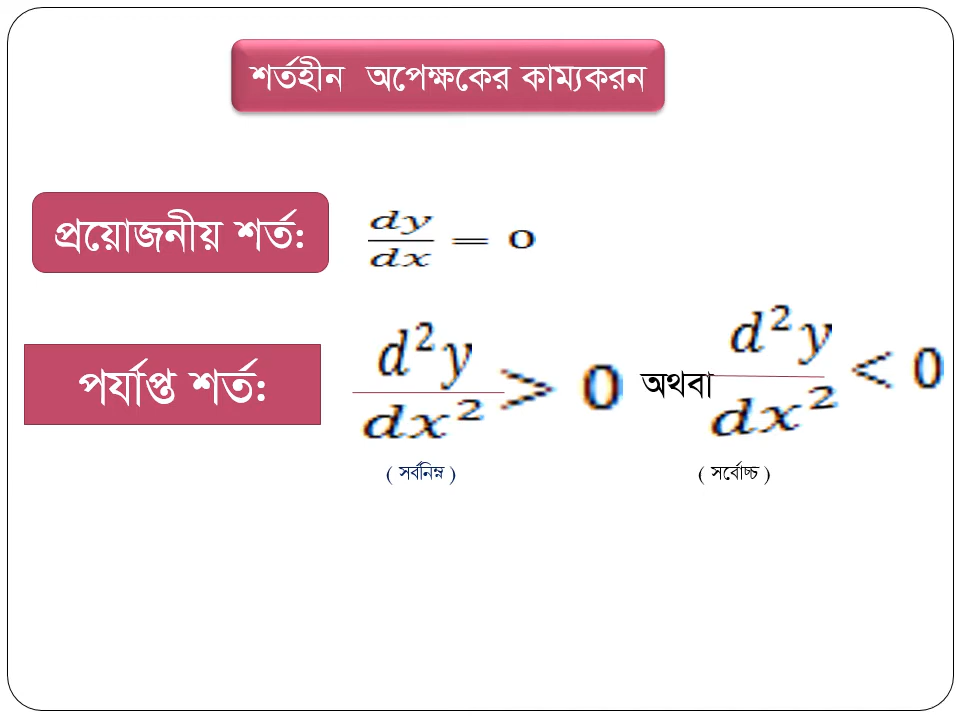 শর্তহীন অপেক্ষকের কাম্যকরন
প্রয়োজনীয় শর্ত: dy/dx = 0
পর্যাপ্ত শর্ত: d²y/dx² > 0 অথবা d²y/dx² < 0
( সর্বনিম্ন ) ( সর্বোচ্চ )